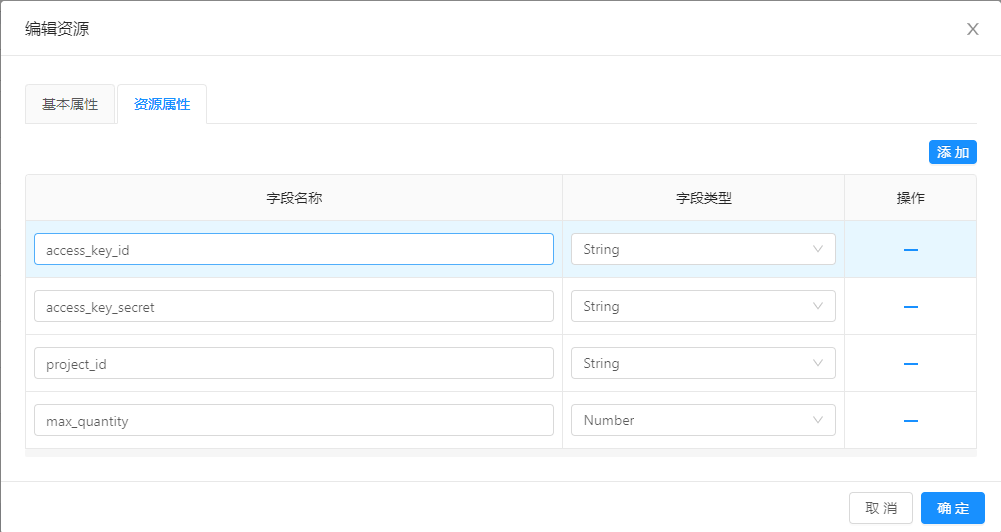 编辑资源
基本属性 资源属性
添 加
字段名称 字段类型 操作
access_key_id String
access_key_secret String
project_id String
max_quantity Number
取 消 确 定